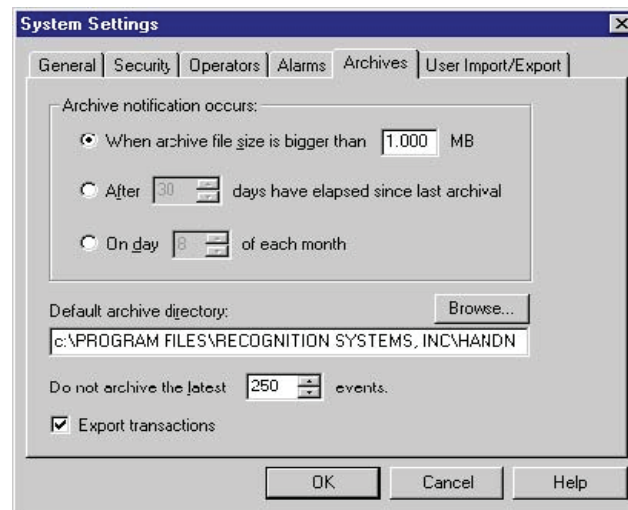 System Settings
General Security Operators Alarms Archives User Import/Export
Archive notification occurs:
When archive file size is bigger than 1.000 MB
After 30 days have elapsed since last archival
On day 8 of each month
Default archive directory: Browse...
c:\PROGRAM FILES\RECOGNITION SYSTEMS, INC\HANDN
Do not archive the latest 250 events.
Export transactions
OK Cancel Help